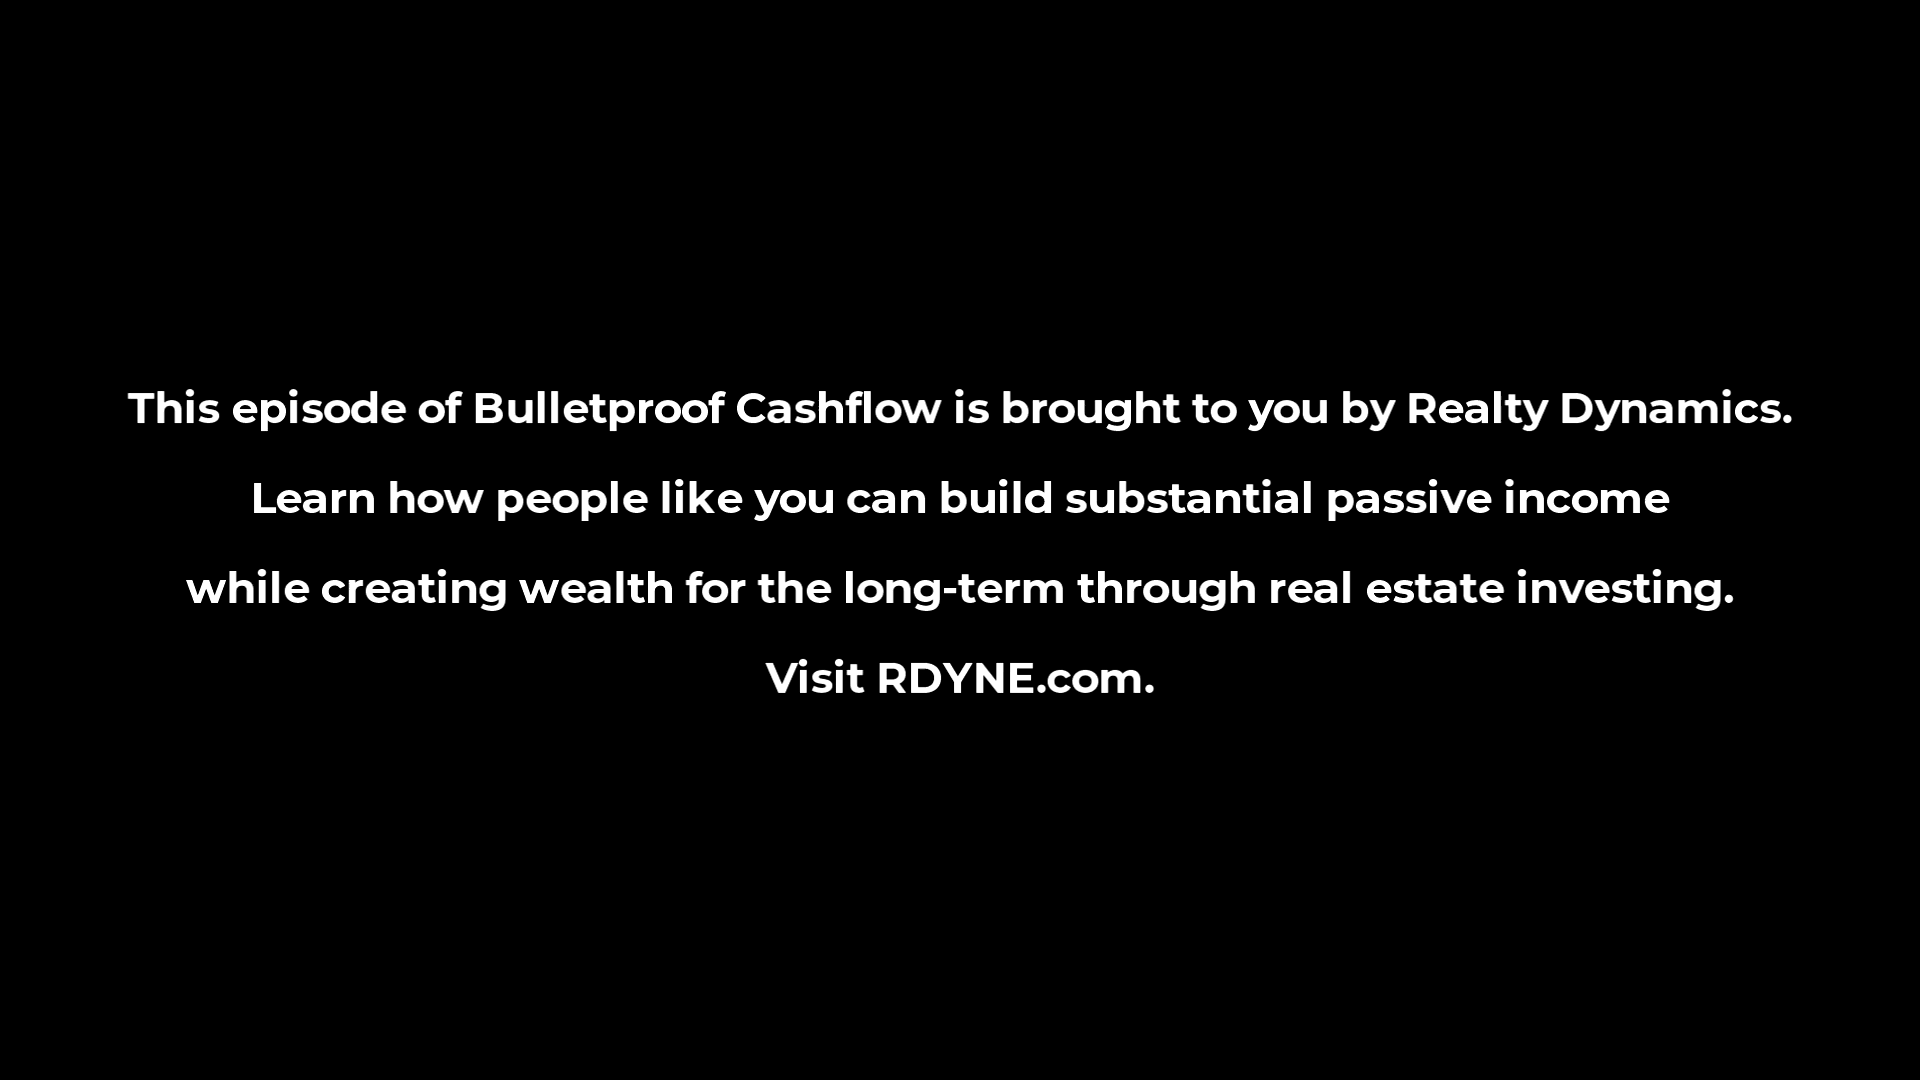 This episode of Bulletproof Cashflow is brought to you by Realty Dynamics.
Learn how people like you can build substantial passive income
while creating wealth for the long-term through real estate investing.
Visit RDYNE.com.